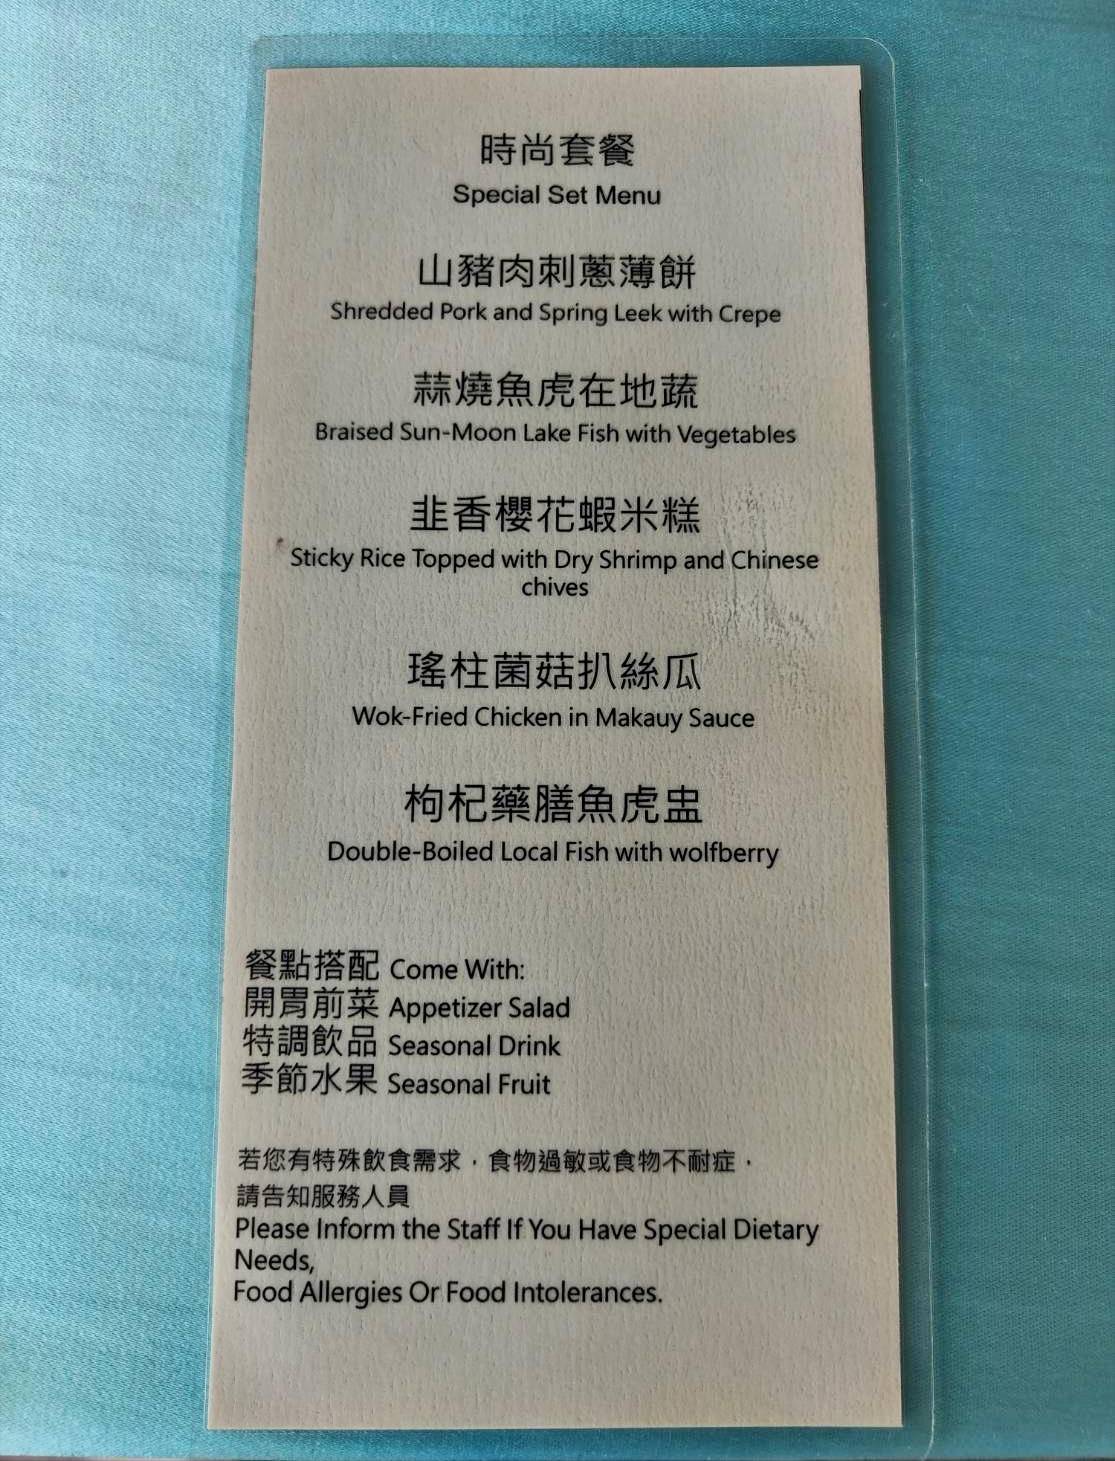 時尚套餐
Special Set Menu
山豬肉刺蔥薄餅
Shredded Pork and Spring Leek with Crepe
蒜燒魚虎在地蔬
Braised Sun-Moon Lake Fish with Vegetables
韭香櫻花蝦米糕
Sticky Rice Topped with Dry Shrimp and Chinese
chives
瑤柱菌菇扒絲瓜
Wok-Fried Chicken in Makauy Sauce
枸杞藥膳魚虎盅
Double-Boiled Local Fish with wolfberry
餐點搭配 Come With:
開胃前菜 Appetizer Salad
特調飲品 Seasonal Drink
季節水果 Seasonal Fruit
若您有特殊飲食需求，食物過敏或食物不耐症，
請告知服務人員
Please Inform the Staff If You Have Special Dietary
Needs,
Food Allergies Or Food Intolerances.